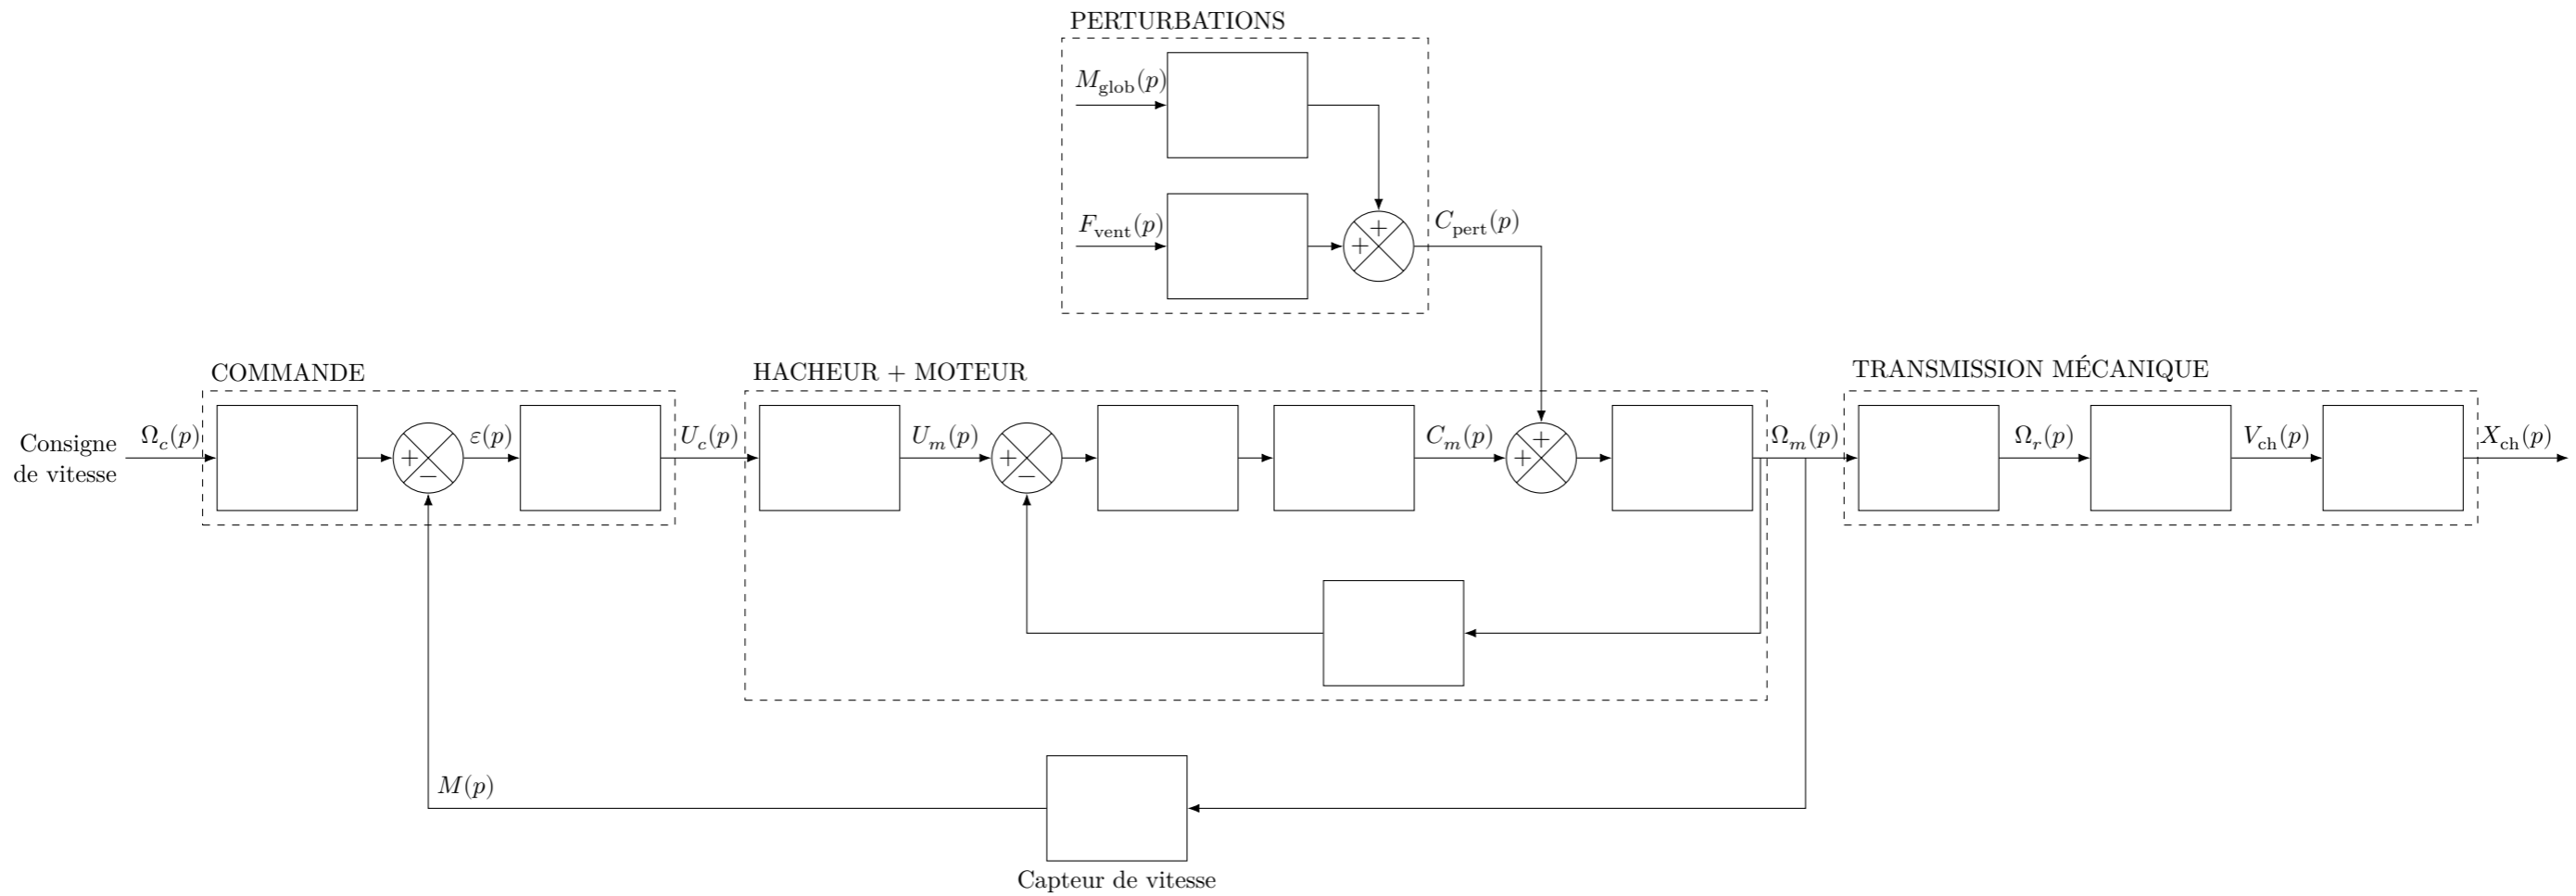 PERTURBATIONS
M_glob(p)
F_vent(p)
+
+
C_pert(p)
COMMANDE
HACHEUR + MOTEUR
TRANSMISSION MÉCANIQUE
Consigne
de vitesse
Ω_c(p)
+
−
ε(p)
U_c(p)
U_m(p)
+
−
C_m(p)
+
+
Ω_m(p)
Ω_r(p)
V_ch(p)
X_ch(p)
M(p)
Capteur de vitesse